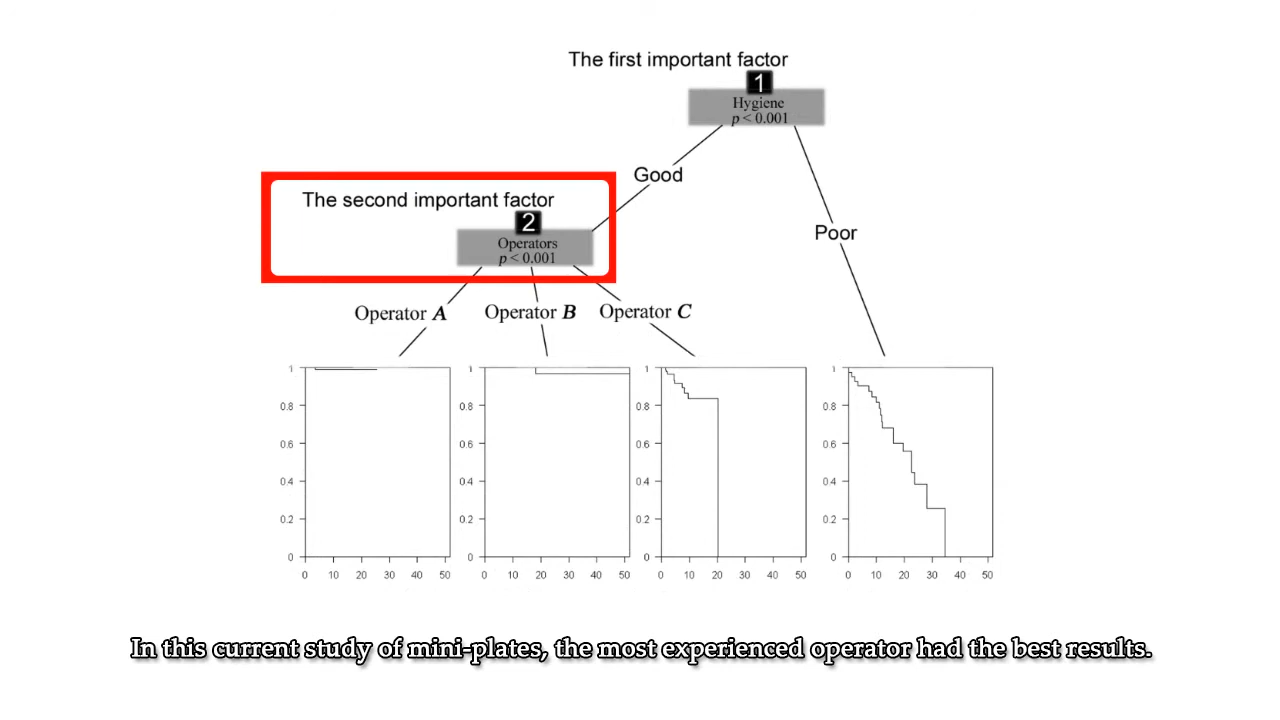 The first important factor
1
Hygiene
p < 0.001
Good
Poor
The second important factor
2
Operators
p < 0.001
Operator A
Operator B
Operator C
1
0.8
0.6
0.4
0.2
0
0 10 20 30 40 50
1
0.8
0.6
0.4
0.2
0
0 10 20 30 40 50
1
0.8
0.6
0.4
0.2
0
0 10 20 30 40 50
1
0.8
0.6
0.4
0.2
0
0 10 20 30 40 50
In this current study of mini-plates, the most experienced operator had the best results.